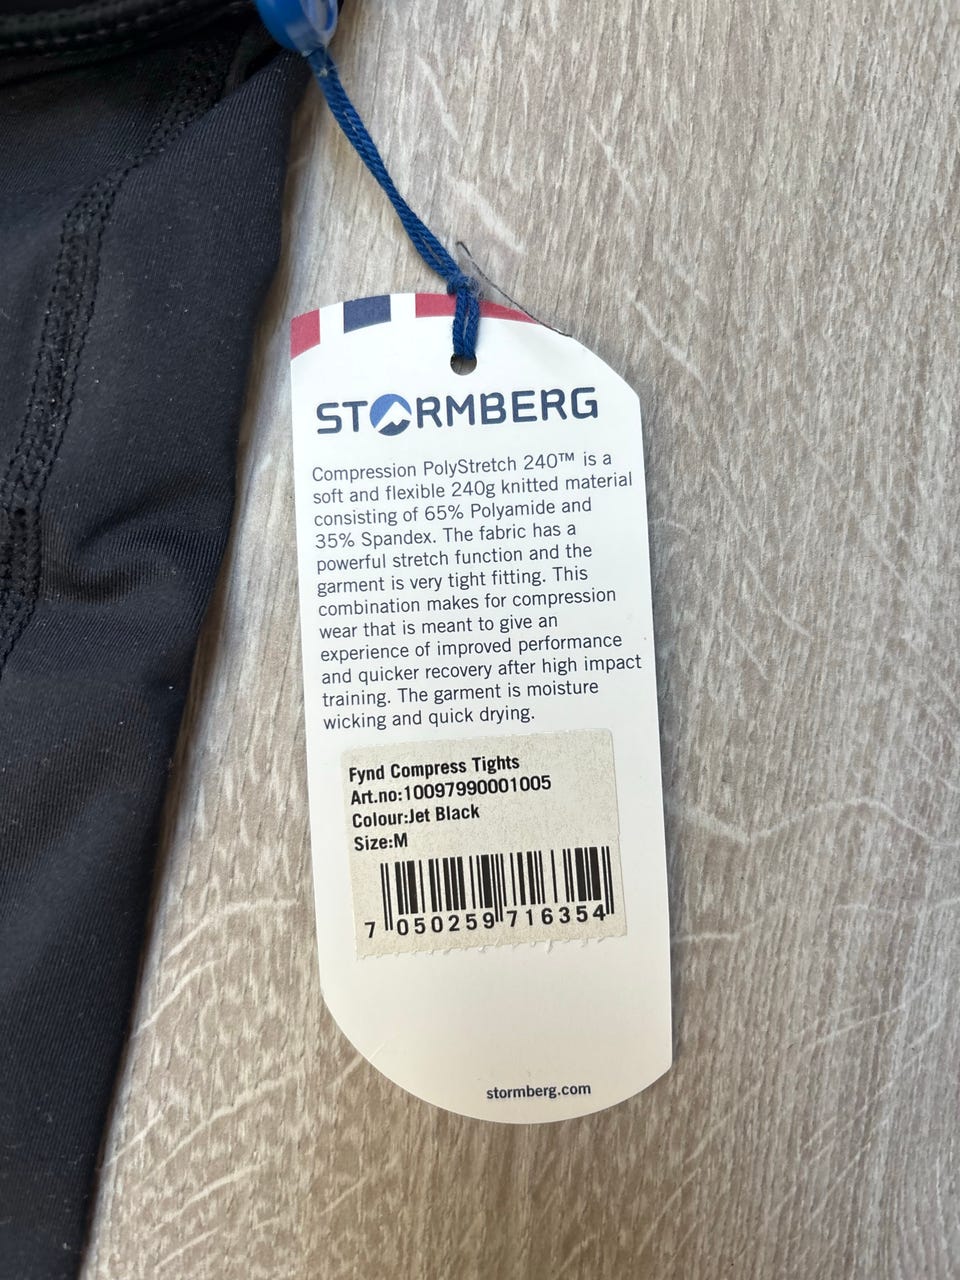 STORMBERG
Compression PolyStretch 240™ is a
soft and flexible 240g knitted material
consisting of 65% Polyamide and
35% Spandex. The fabric has a
powerful stretch function and the
garment is very tight fitting. This
combination makes for compression
wear that is meant to give an
experience of improved performance
and quicker recovery after high impact
training. The garment is moisture
wicking and quick drying.
Fynd Compress Tights
Art.no:10097990001005
Colour:Jet Black
Size:M
7 050259 716354
stormberg.com